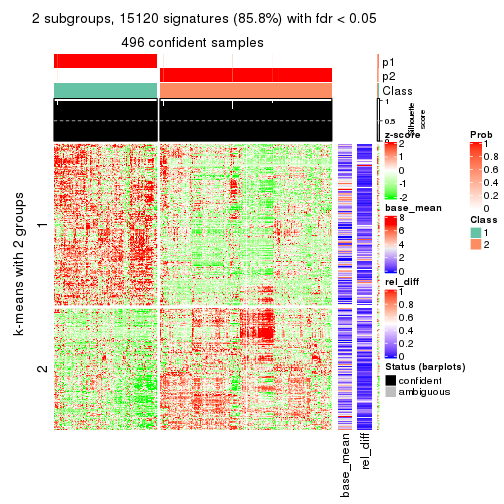 2 subgroups, 15120 signatures (85.8%) with fdr < 0.05
496 confident samples
p1
p2
Class
1
0.5
Silhouette
score
k-means with 2 groups
1
2
base_mean
rel_diff
z-score
2
1
0
-1
-2
base_mean
8
6
4
2
0
rel_diff
1
0.8
0.6
0.4
0.2
0
Status (barplots)
confident
ambiguous
Prob
1
0.8
0.6
0.4
0.2
0
Class
1
2